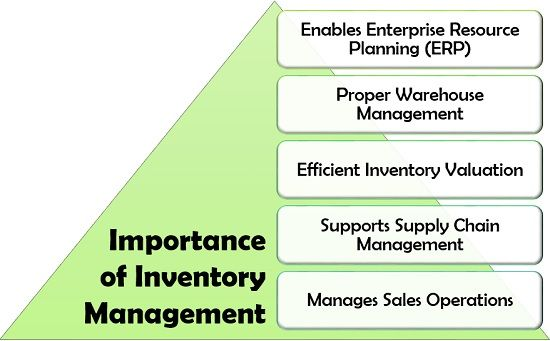 Enables Enterprise Resource
Planning (ERP)
Proper Warehouse
Management
Efficient Inventory Valuation
Supports Supply Chain
Management
Manages Sales Operations
Importance
of Inventory
Management